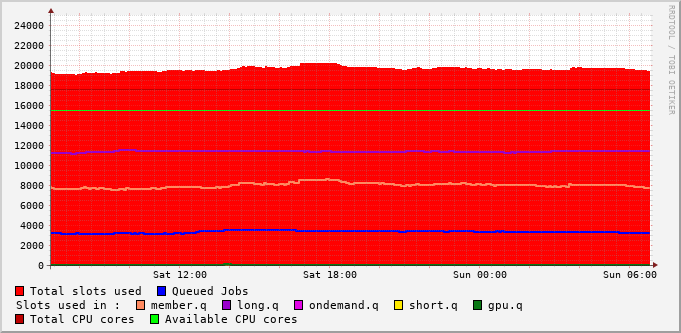 RRDTOOL / TOBI OETIKER
24000
22000
20000
18000
16000
14000
12000
10000
8000
6000
4000
2000
0
Sat 12:00 Sat 18:00 Sun 00:00 Sun 06:00
Total slots used Queued Jobs
Slots used in : member.q long.q ondemand.q short.q gpu.q
Total CPU cores Available CPU cores